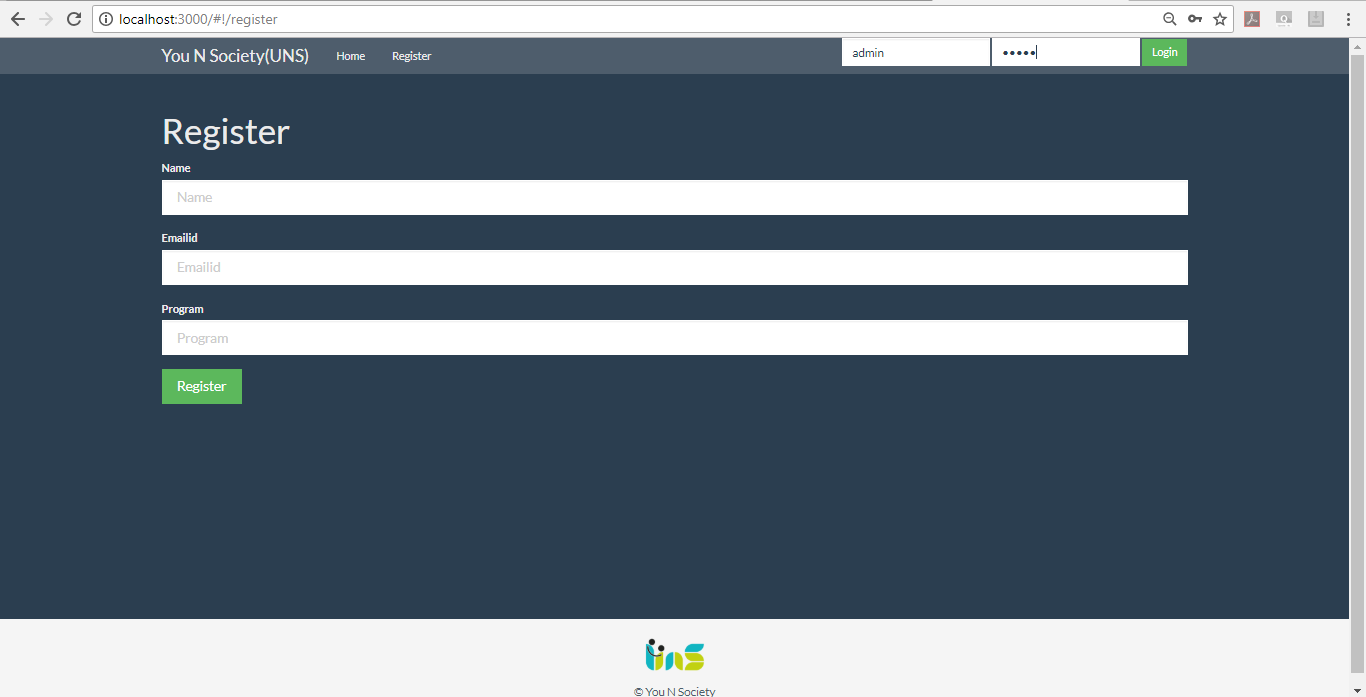 localhost:3000/#!/register
You N Society(UNS) Home Register admin ••••• Login
Register
Name
Name
Emailid
Emailid
Program
Program
Register
uns
© You N Society